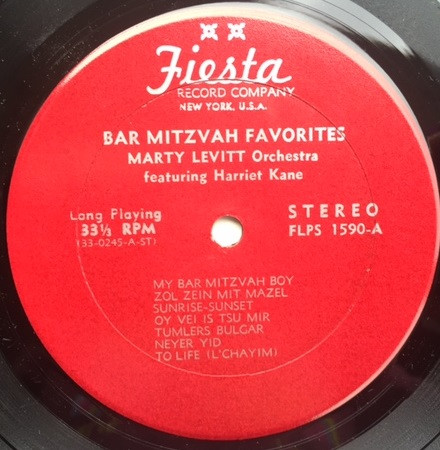 Fiesta
RECORD COMPANY
NEW YORK, U.S.A.
BAR MITZVAH FAVORITES
MARTY LEVITT Orchestra
featuring Harriet Kane
Long Playing
33⅓ RPM
(33-0245-A-ST)
STEREO
FLPS 1590-A
MY BAR MITZVAH BOY
ZOL ZEIN MIT MAZEL
SUNRISE-SUNSET
OY VEI IS TSU MIR
TUMLERS BULGAR
NEYER YID
TO LIFE (L'CHAYIM)